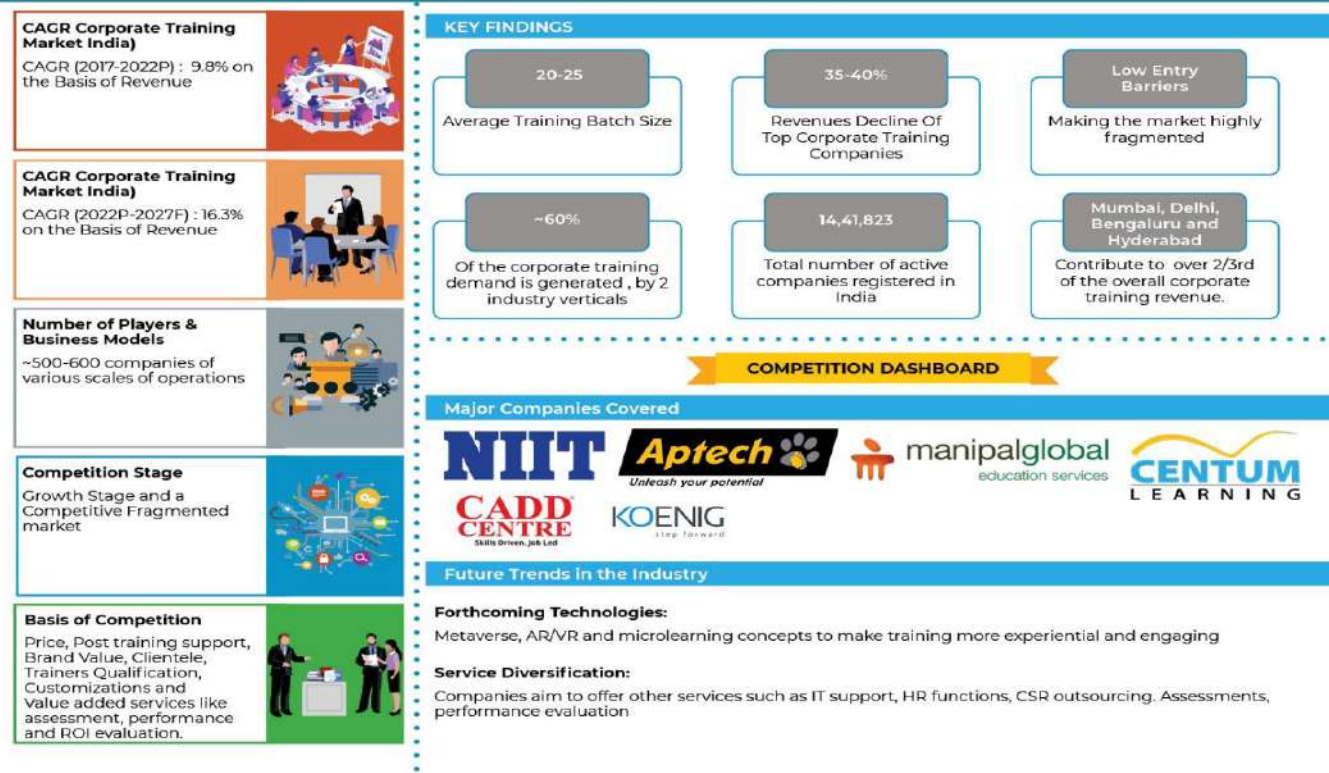 CAGR Corporate Training
Market India)
CAGR (2017-2022P) : 9.8% on
the Basis of Revenue
CAGR Corporate Training
Market India)
CAGR (2022P-2027F) : 16.3%
on the Basis of Revenue
Number of Players &
Business Models
~500-600 companies of
various scales of operations
Competition Stage
Growth Stage and a
Competitive Fragmented
market
Basis of Competition
Price, Post training support,
Brand Value, Clientele,
Trainers Qualification,
Customizations and
Value added services like
assessment, performance
and ROI evaluation.
KEY FINDINGS
20-25
Average Training Batch Size
35-40%
Revenues Decline Of
Top Corporate Training
Companies
Low Entry
Barriers
Making the market highly
fragmented
~60%
Of the corporate training
demand is generated , by 2
industry verticals
14,41,823
Total number of active
companies registered in
India
Mumbai, Delhi,
Bengaluru and
Hyderabad
Contribute to over 2/3rd
of the overall corporate
training revenue.
COMPETITION DASHBOARD
Major Companies Covered
NIIT
Aptech
Unleash your potential
manipalglobal
education services
CENTUM
LEARNING
CADD
CENTRE
Skills Driven, Job Led
KOENIG
step forward
Future Trends in the Industry
Forthcoming Technologies:
Metaverse, AR/VR and microlearning concepts to make training more experiential and engaging
Service Diversification:
Companies aim to offer other services such as IT support, HR functions, CSR outsourcing. Assessments,
performance evaluation